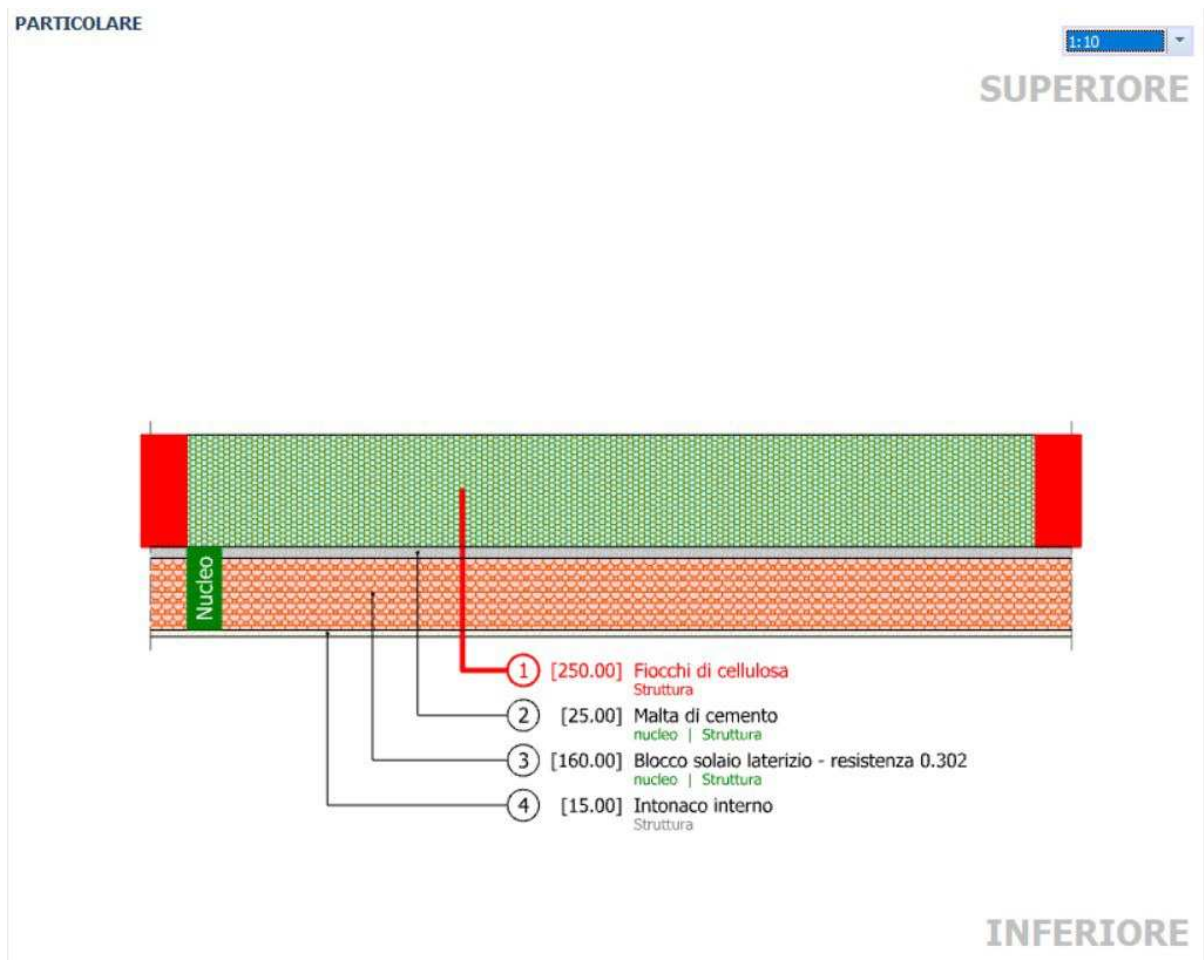 PARTICOLARE
1:10
SUPERIORE
Nucleo
1 [250.00] Fiocchi di cellulosa
Struttura
2 [25.00] Malta di cemento
nucleo | Struttura
3 [160.00] Blocco solaio laterizio - resistenza 0.302
nucleo | Struttura
4 [15.00] Intonaco interno
Struttura
INFERIORE